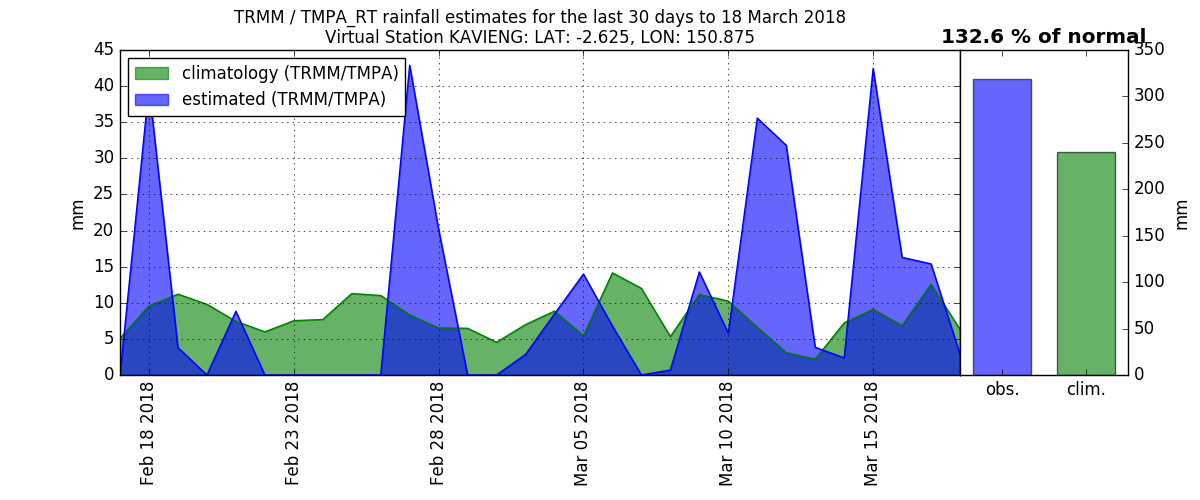 TRMM / TMPA_RT rainfall estimates for the last 30 days to 18 March 2018
Virtual Station KAVIENG: LAT: -2.625, LON: 150.875
132.6 % of normal
climatology (TRMM/TMPA)
estimated (TRMM/TMPA)
45
40
35
30
25
20
15
10
5
0
mm
Feb 18 2018
Feb 23 2018
Feb 28 2018
Mar 05 2018
Mar 10 2018
Mar 15 2018
obs.
clim.
350
300
250
200
150
100
50
0
mm